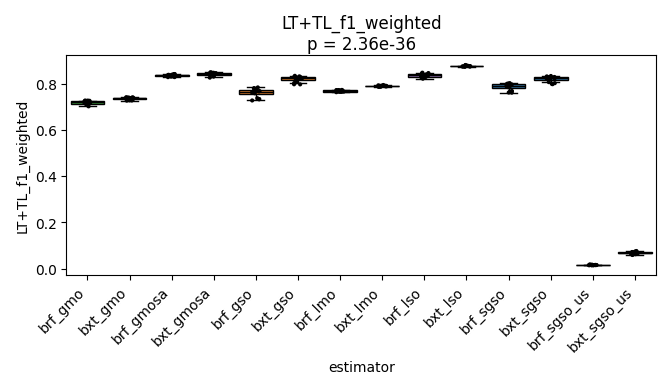 LT+TL_f1_weighted
p = 2.36e-36
LT+TL_f1_weighted
0.8
0.6
0.4
0.2
0.0
brf_gmo
bxt_gmo
brf_gmosa
bxt_gmosa
brf_gso
bxt_gso
brf_lmo
bxt_lmo
brf_lso
bxt_lso
brf_sgso
bxt_sgso
brf_sgso_us
bxt_sgso_us
estimator